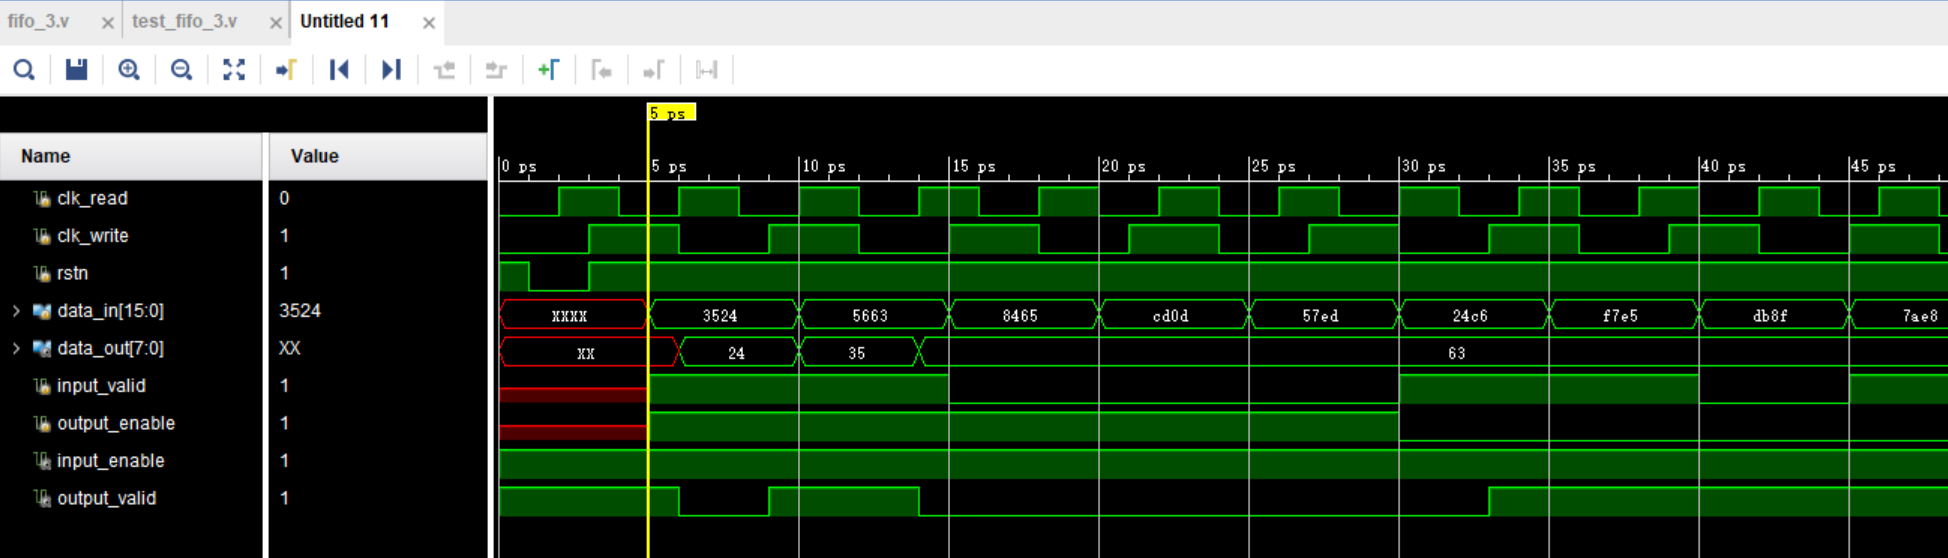 fifo_3.v × test_fifo_3.v × Untitled 11 ×
5 ps
Name Value
0 ps 5 ps 10 ps 15 ps 20 ps 25 ps 30 ps 35 ps 40 ps 45 ps
clk_read 0
clk_write 1
rstn 1
data_in[15:0] 3524 XXXX 3524 5663 8465 cd0d 57ed 24c6 f7e5 db8f 7ae8
data_out[7:0] XX XX 24 35 63
input_valid 1
output_enable 1
input_enable 1
output_valid 1